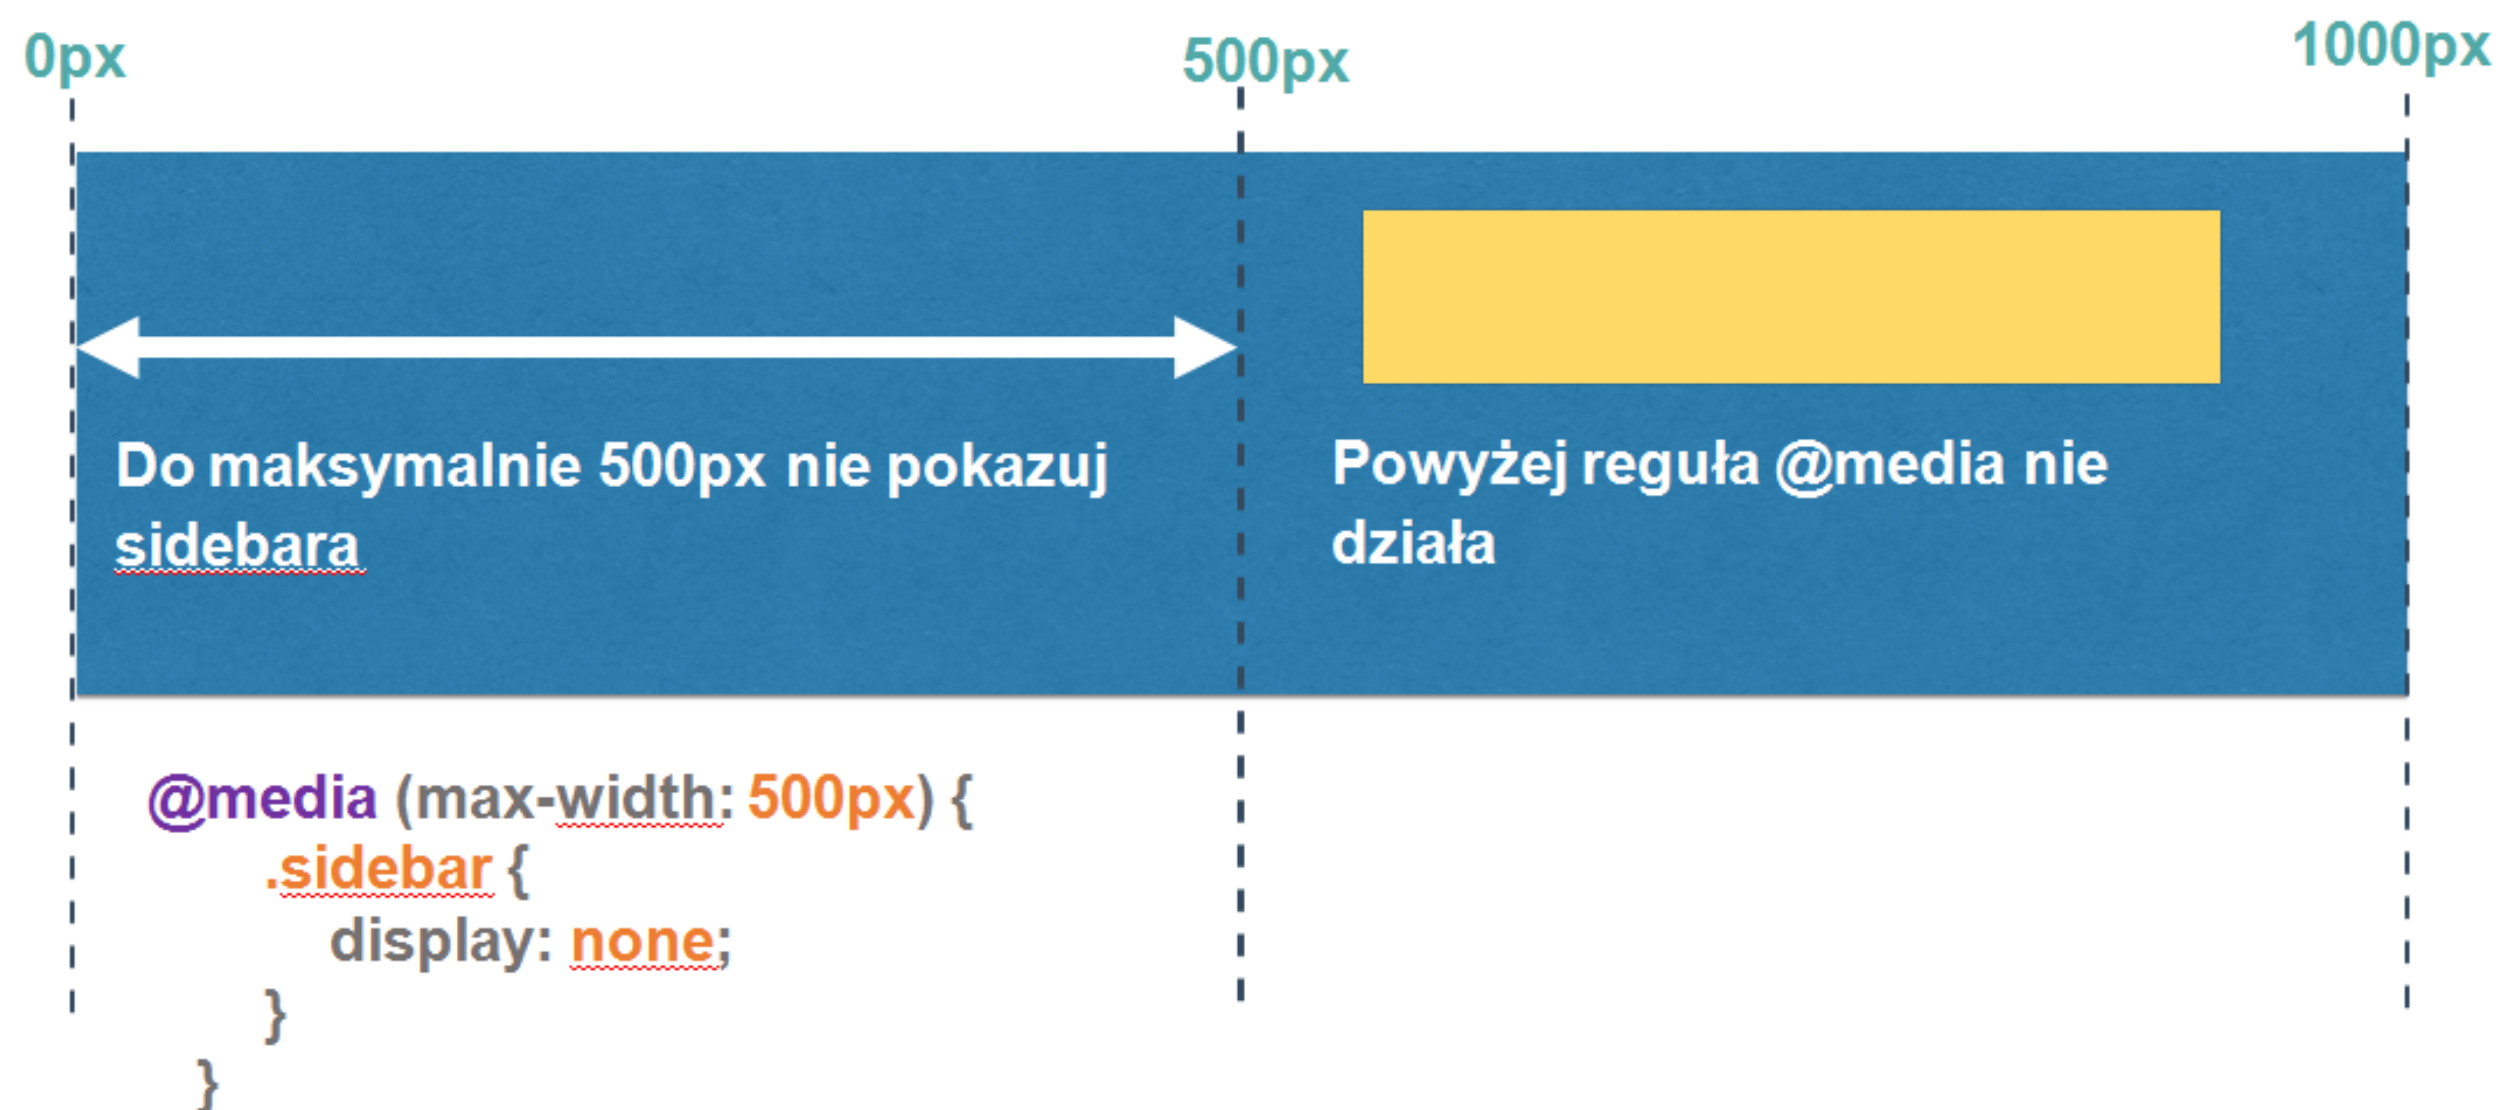 0px
500px
1000px
Do maksymalnie 500px nie pokazuj
sidebara
Powyżej reguła @media nie
działa
@media (max-width: 500px) {
.sidebar {
display: none;
}
}